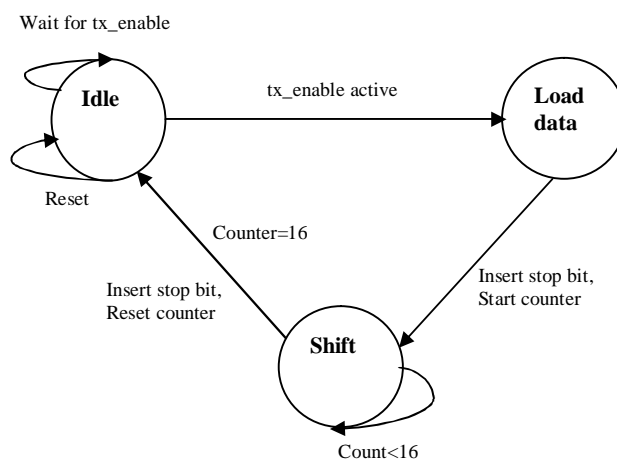 Wait for tx_enable
Idle
tx_enable active
Load
data
Reset
Counter=16
Insert stop bit,
Reset counter
Insert stop bit,
Start counter
Shift
Count<16